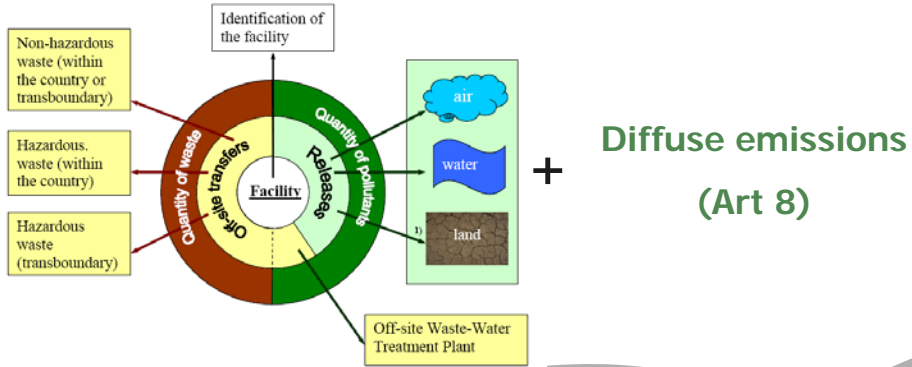 Identification of
the facility
Non-hazardous
waste (within
the country or
transboundary)
Hazardous.
waste (within
the country)
Hazardous
waste
(transboundary)
Quantity of waste
Off-site transfers
Facility
Releases
Quantity of pollutants
air
water
1)
land
Off-site Waste-Water
Treatment Plant
+
Diffuse emissions
(Art 8)